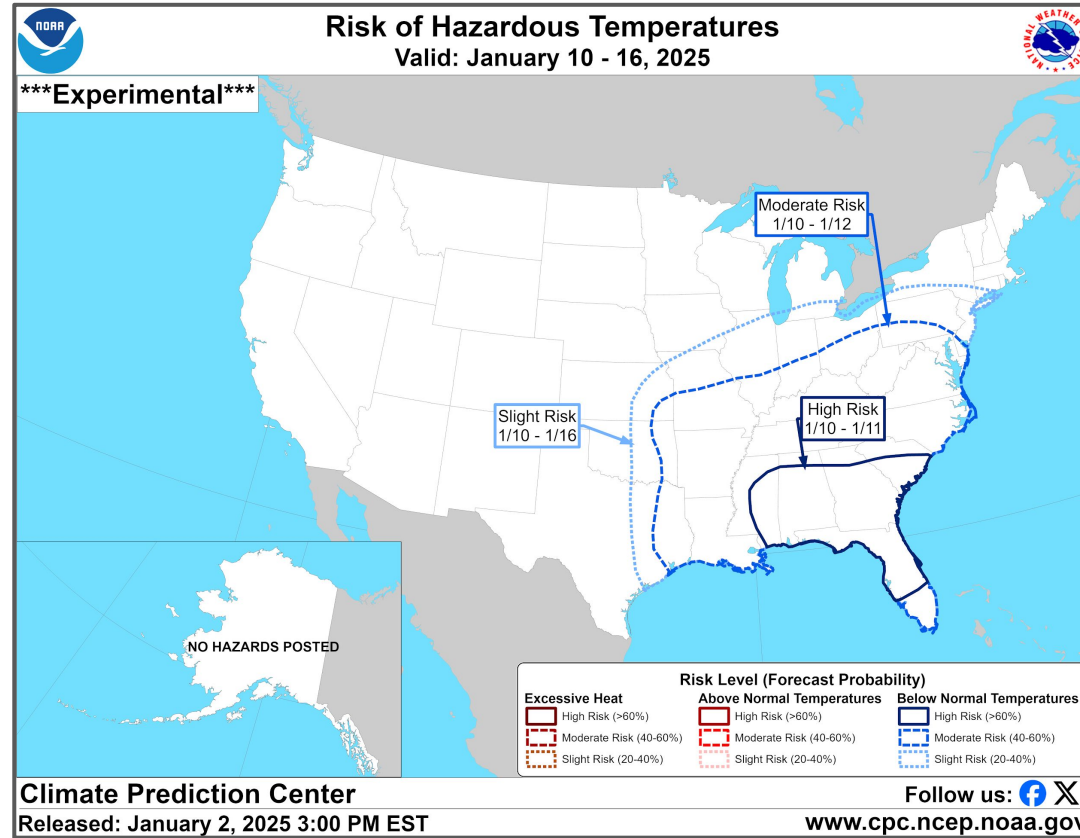 NOAA
Risk of Hazardous Temperatures
Valid: January 10 - 16, 2025
NATIONAL WEATHER
***Experimental***
Moderate Risk
1/10 - 1/12
High Risk
1/10 - 1/11
Slight Risk
1/10 - 1/16
NO HAZARDS POSTED
Risk Level (Forecast Probability)
Excessive Heat
High Risk (>60%)
Moderate Risk (40-60%)
Slight Risk (20-40%)
Above Normal Temperatures
High Risk (>60%)
Moderate Risk (40-60%)
Slight Risk (20-40%)
Below Normal Temperatures
High Risk (>60%)
Moderate Risk (40-60%)
Slight Risk (20-40%)
Climate Prediction Center
Released: January 2, 2025 3:00 PM EST
Follow us:
www.cpc.ncep.noaa.gov